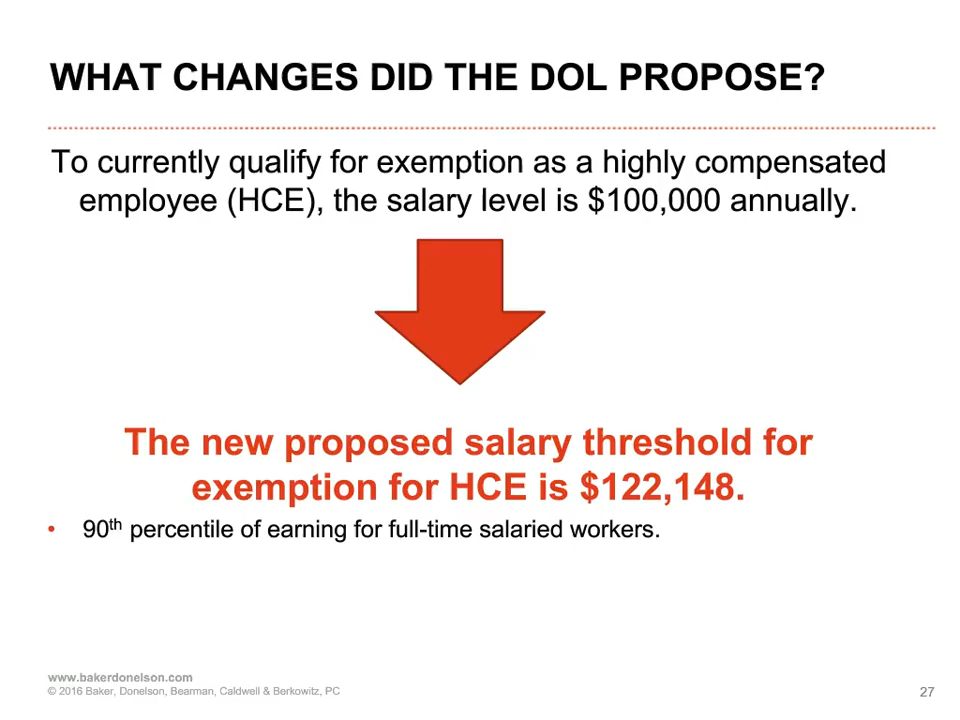 WHAT CHANGES DID THE DOL PROPOSE?
To currently qualify for exemption as a highly compensated
employee (HCE), the salary level is $100,000 annually.
The new proposed salary threshold for
exemption for HCE is $122,148.
• 90th percentile of earning for full-time salaried workers.
www.bakerdonelson.com
© 2016 Baker, Donelson, Bearman, Caldwell & Berkowitz, PC
27